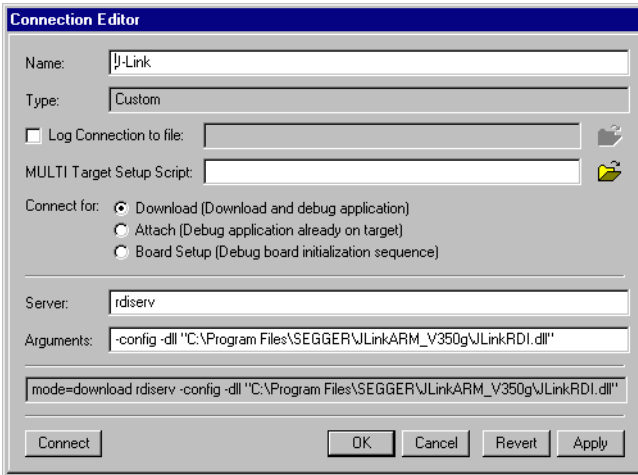 Connection Editor
Name: J-Link
Type: Custom
Log Connection to file:
MULTI Target Setup Script:
Connect for: Download (Download and debug application)
Attach (Debug application already on target)
Board Setup (Debug board initialization sequence)
Server: rdiserv
Arguments: -config -dll "C:\Program Files\SEGGER\JLinkARM_V350g\JLinkRDI.dll"
mode=download rdiserv -config -dll "C:\Program Files\SEGGER\JLinkARM_V350g\JLinkRDI.dll"
Connect OK Cancel Revert Apply